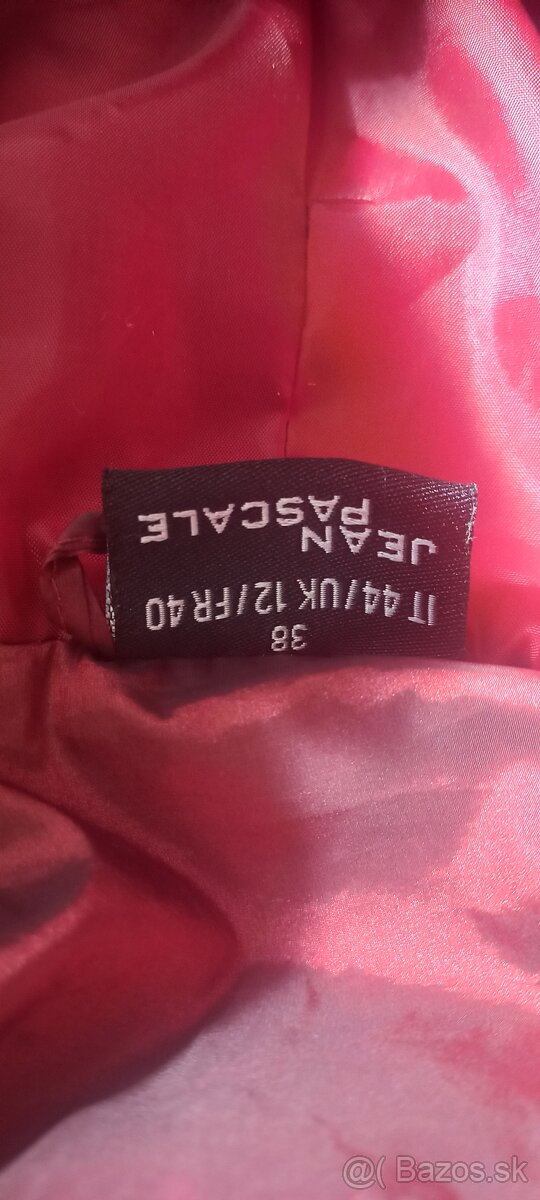 JEAN
PASCALE
IT 44/UK 12/FR 40
38
@( Bazos.sk